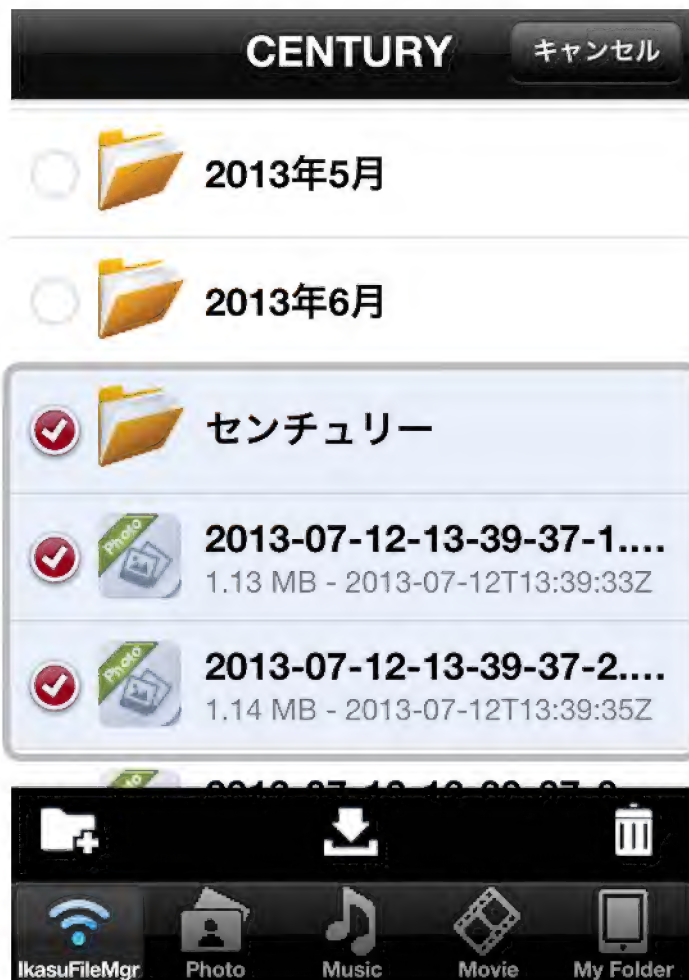 CENTURY キャンセル
2013年5月
2013年6月
センチュリー
Photo
2013-07-12-13-39-37-1....
1.13 MB - 2013-07-12T13:39:33Z
Photo
2013-07-12-13-39-37-2....
1.14 MB - 2013-07-12T13:39:35Z
IkasuFileMgr Photo Music Movie My Folder